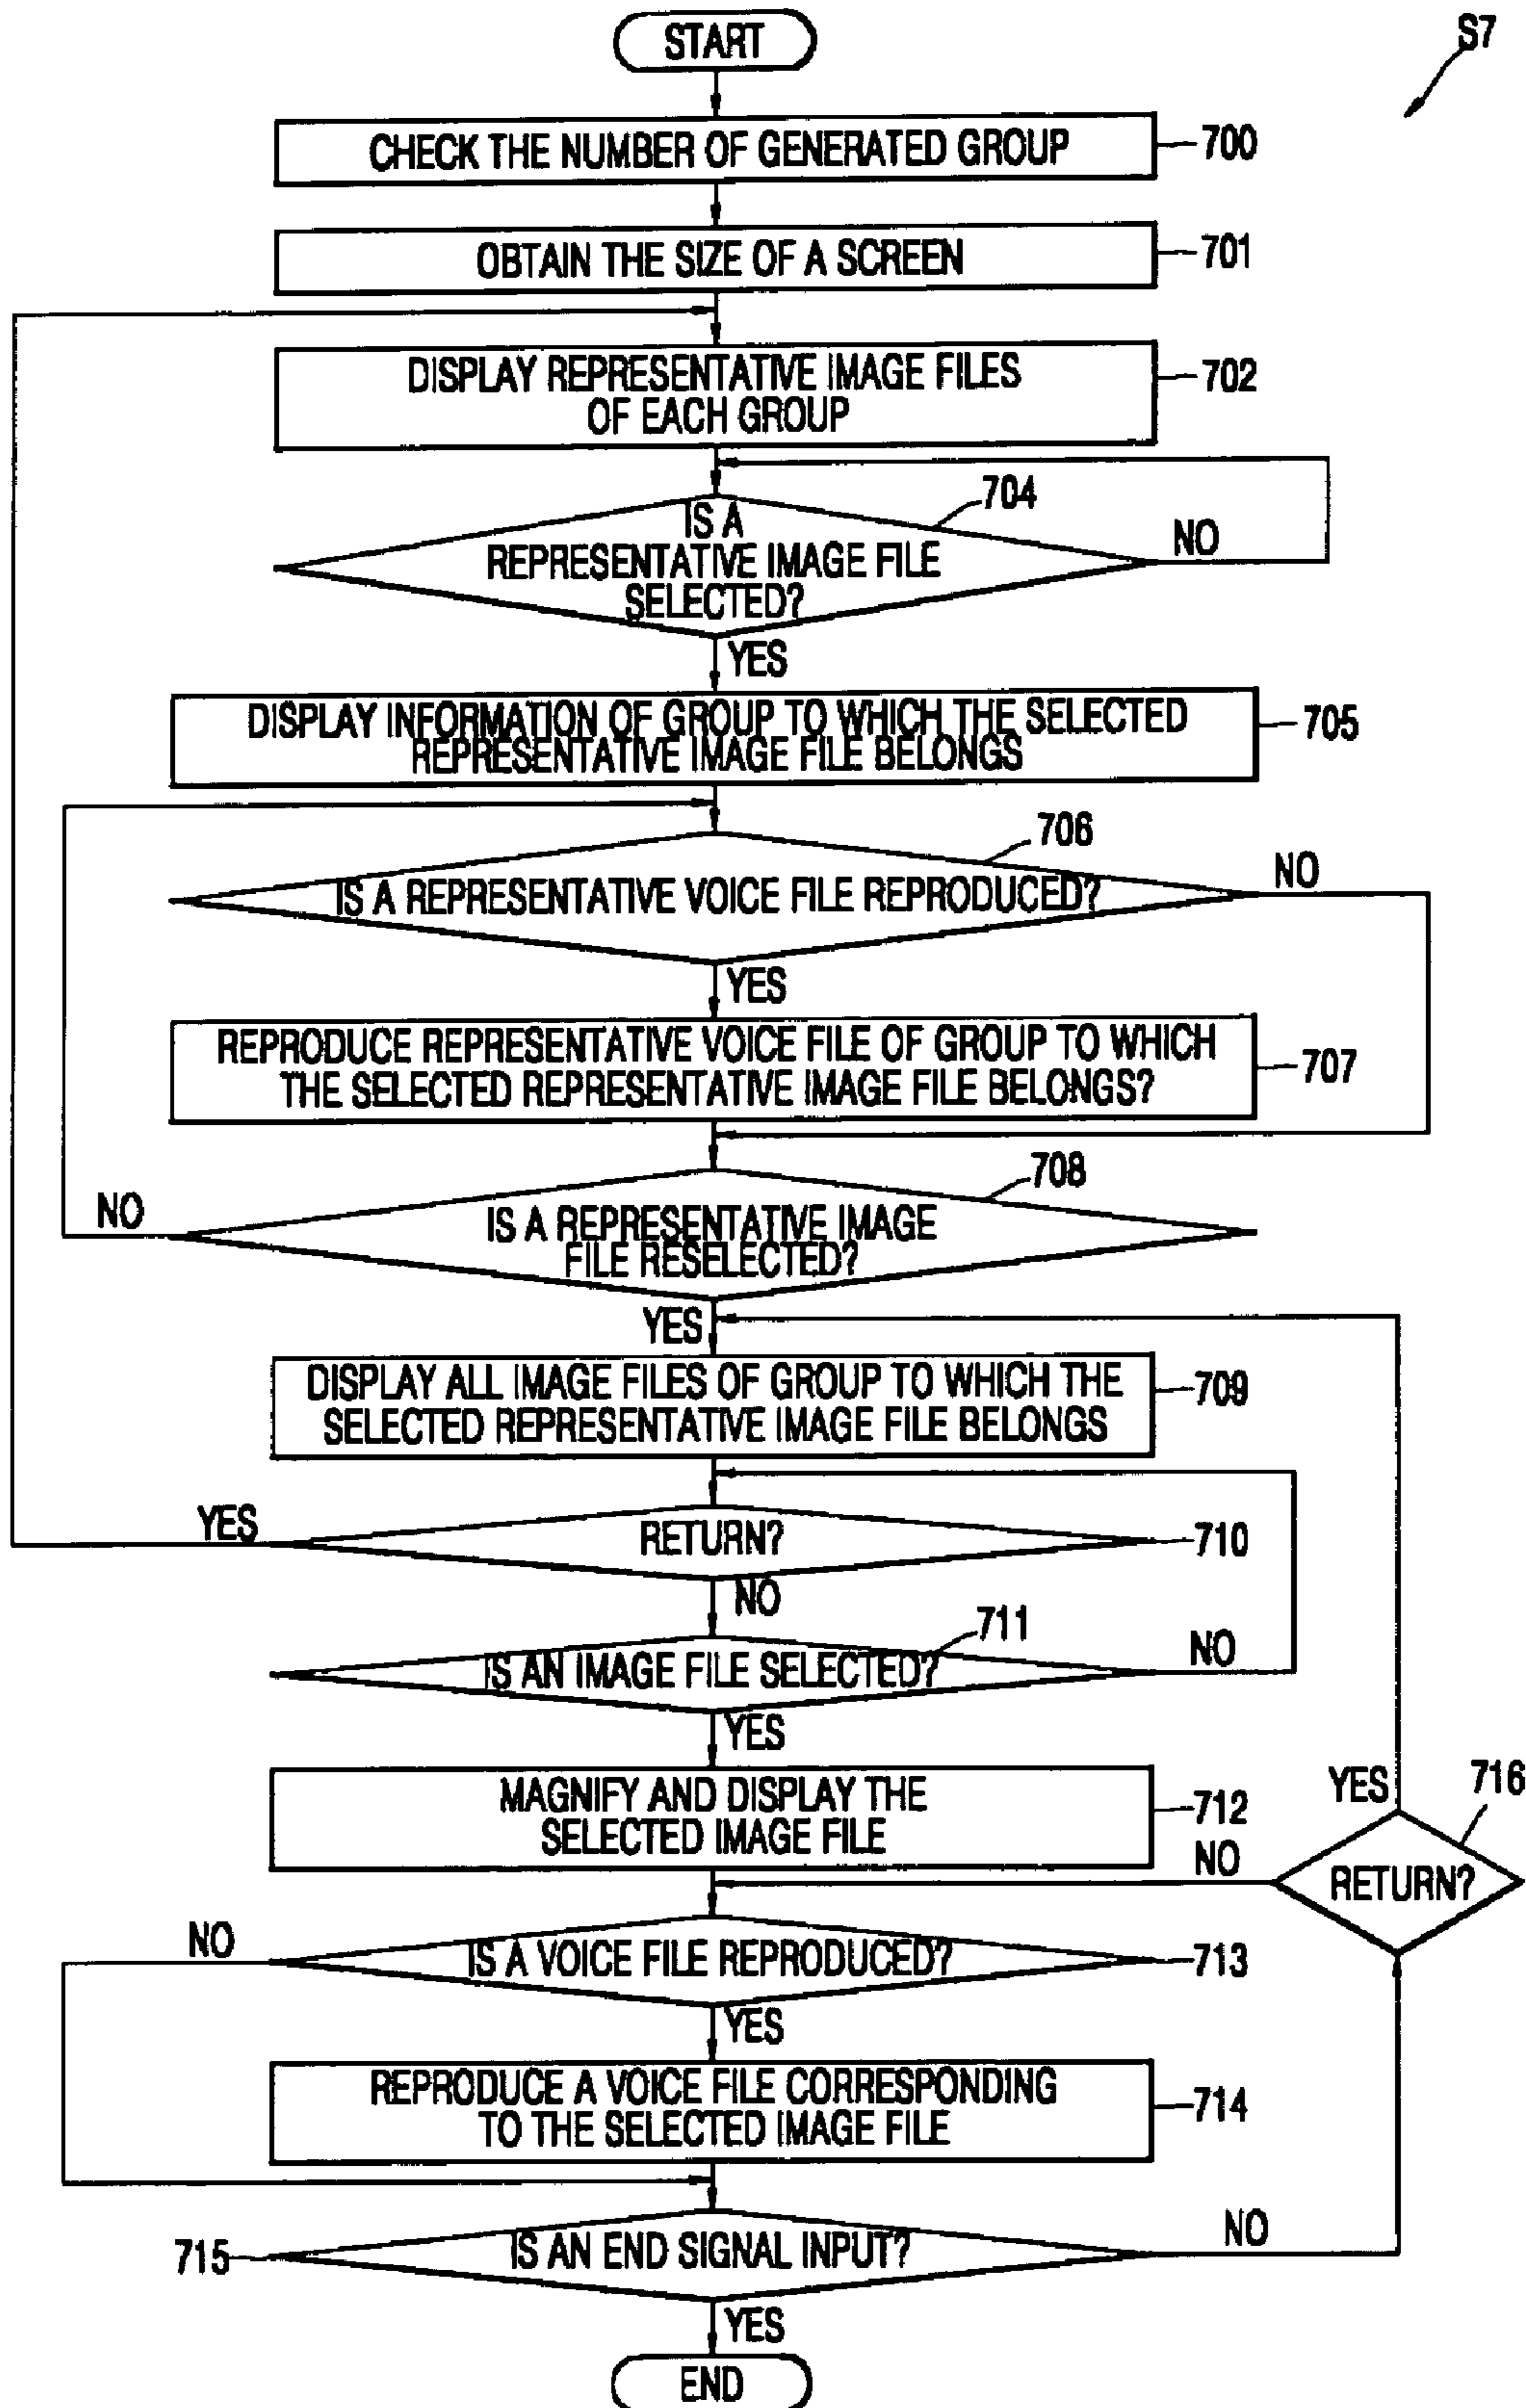 START
S7
CHECK THE NUMBER OF GENERATED GROUP
700
OBTAIN THE SIZE OF A SCREEN
701
DISPLAY REPRESENTATIVE IMAGE FILES
OF EACH GROUP
702
704
IS A
REPRESENTATIVE IMAGE FILE
SELECTED?
NO
YES
DISPLAY INFORMATION OF GROUP TO WHICH THE SELECTED
REPRESENTATIVE IMAGE FILE BELONGS
705
706
IS A REPRESENTATIVE VOICE FILE REPRODUCED?
NO
YES
REPRODUCE REPRESENTATIVE VOICE FILE OF GROUP TO WHICH
THE SELECTED REPRESENTATIVE IMAGE FILE BELONGS?
707
708
NO
IS A REPRESENTATIVE IMAGE
FILE RESELECTED?
YES
DISPLAY ALL IMAGE FILES OF GROUP TO WHICH THE
SELECTED REPRESENTATIVE IMAGE FILE BELONGS
709
YES
RETURN?
710
NO
711
IS AN IMAGE FILE SELECTED?
NO
YES
MAGNIFY AND DISPLAY THE
SELECTED IMAGE FILE
712
YES
716
NO
RETURN?
NO
IS A VOICE FILE REPRODUCED?
713
YES
REPRODUCE A VOICE FILE CORRESPONDING
TO THE SELECTED IMAGE FILE
714
715
IS AN END SIGNAL INPUT?
NO
YES
END